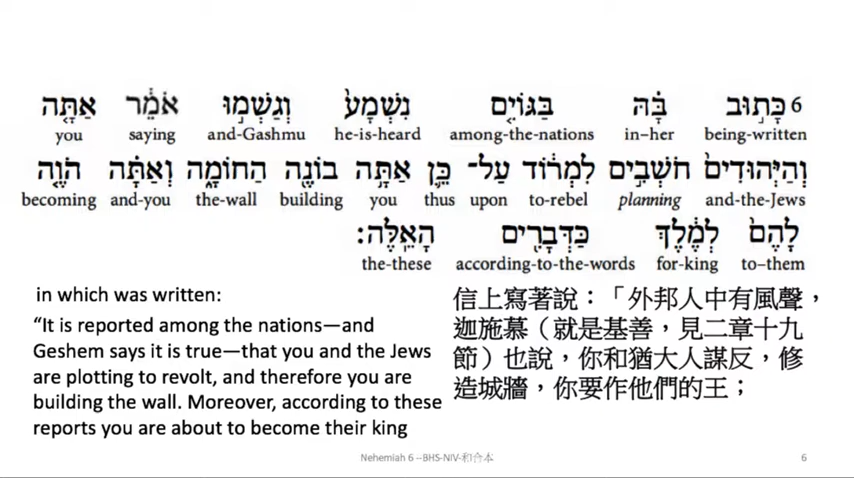 6 כָּת֣וּב בָּ֗הּ בַּגּוֹיִ֤ם נִשְׁמָע֙ וְגַשְׁמ֣וּ אֹמֵ֔ר אַתָּ֤ה
being-written in–her among-the-nations he-is-heard and-Gashmu saying you
וְהַיְּהוּדִים֙ חֹשְׁבִ֣ים לִמְר֔וֹד עַל־ כֵּ֛ן אַתָּ֥ה בוֹנֶ֖ה הַחוֹמָ֑ה וְאַתָּ֗ה הֹוֶ֤ה
and-the-Jews planning to-rebel upon thus you building the-wall and-you becoming
לָהֶם֙ לְמֶ֔לֶךְ כַּדְּבָרִ֖ים הָאֵֽלֶּה׃
to–them for-king according-to-the-words the-these
in which was written:
“It is reported among the nations—and
Geshem says it is true—that you and the Jews
are plotting to revolt, and therefore you are
building the wall. Moreover, according to these
reports you are about to become their king
信上寫著說：「外邦人中有風聲，
迦施慕（就是基善，見二章十九
節）也說，你和猶大人謀反，修
造城牆，你要作他們的王；
Nehemiah 6 --BHS-NIV-和合本
6